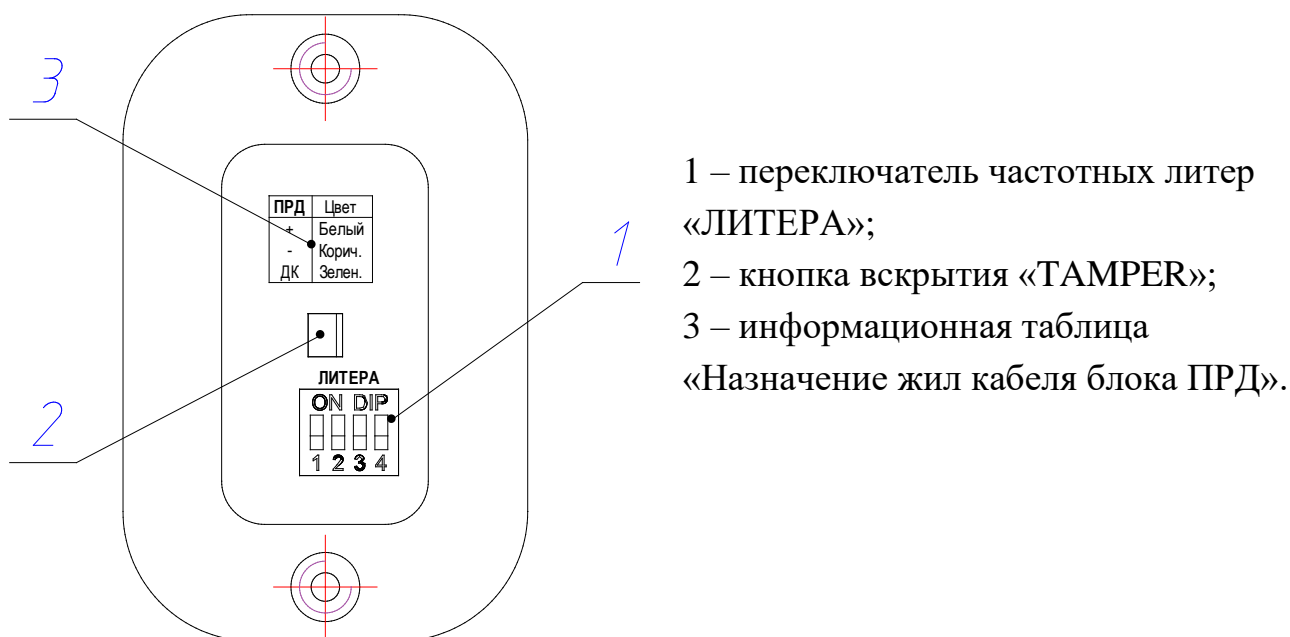 3
ПРД Цвет
+ Белый
- Корич.
ДК Зелен.
1
2
ЛИТЕРА
ON DIP
1 2 3 4
1 – переключатель частотных литер
«ЛИТЕРА»;
2 – кнопка вскрытия «TAMPER»;
3 – информационная таблица
«Назначение жил кабеля блока ПРД».